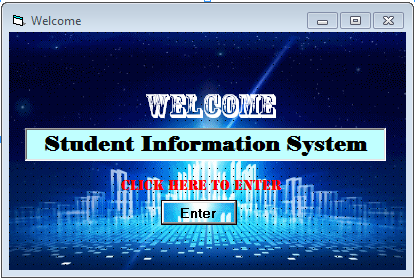 Welcome
WELCOME
Student Information System
CLICK HERE TO ENTER
Enter